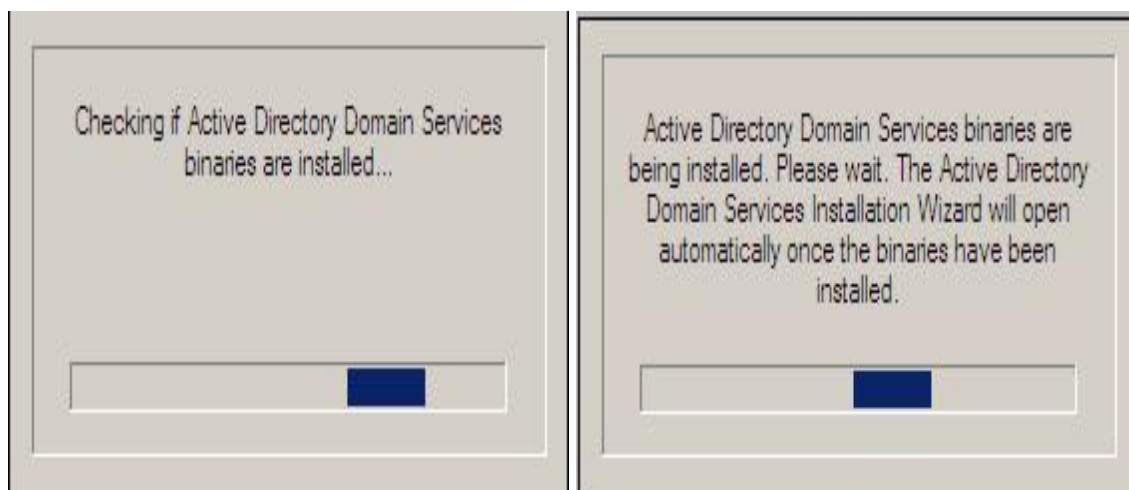 Checking if Active Directory Domain Services
binaries are installed...
Active Directory Domain Services binaries are
being installed. Please wait. The Active Directory
Domain Services Installation Wizard will open
automatically once the binaries have been
installed.